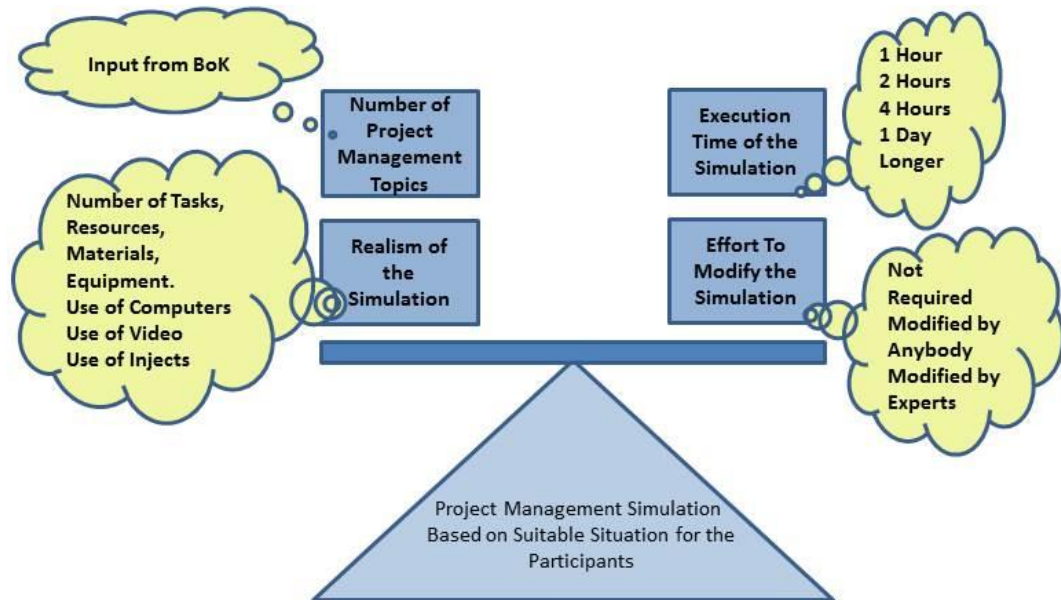 Input from BoK
Number of
Project
Management
Topics
Execution
Time of the
Simulation
1 Hour
2 Hours
4 Hours
1 Day
Longer
Number of Tasks,
Resources,
Materials,
Equipment.
Use of Computers
Use of Video
Use of Injects
Realism of
the
Simulation
Effort To
Modify the
Simulation
Not
Required
Modified by
Anybody
Modified by
Experts
Project Management Simulation
Based on Suitable Situation for the
Participants